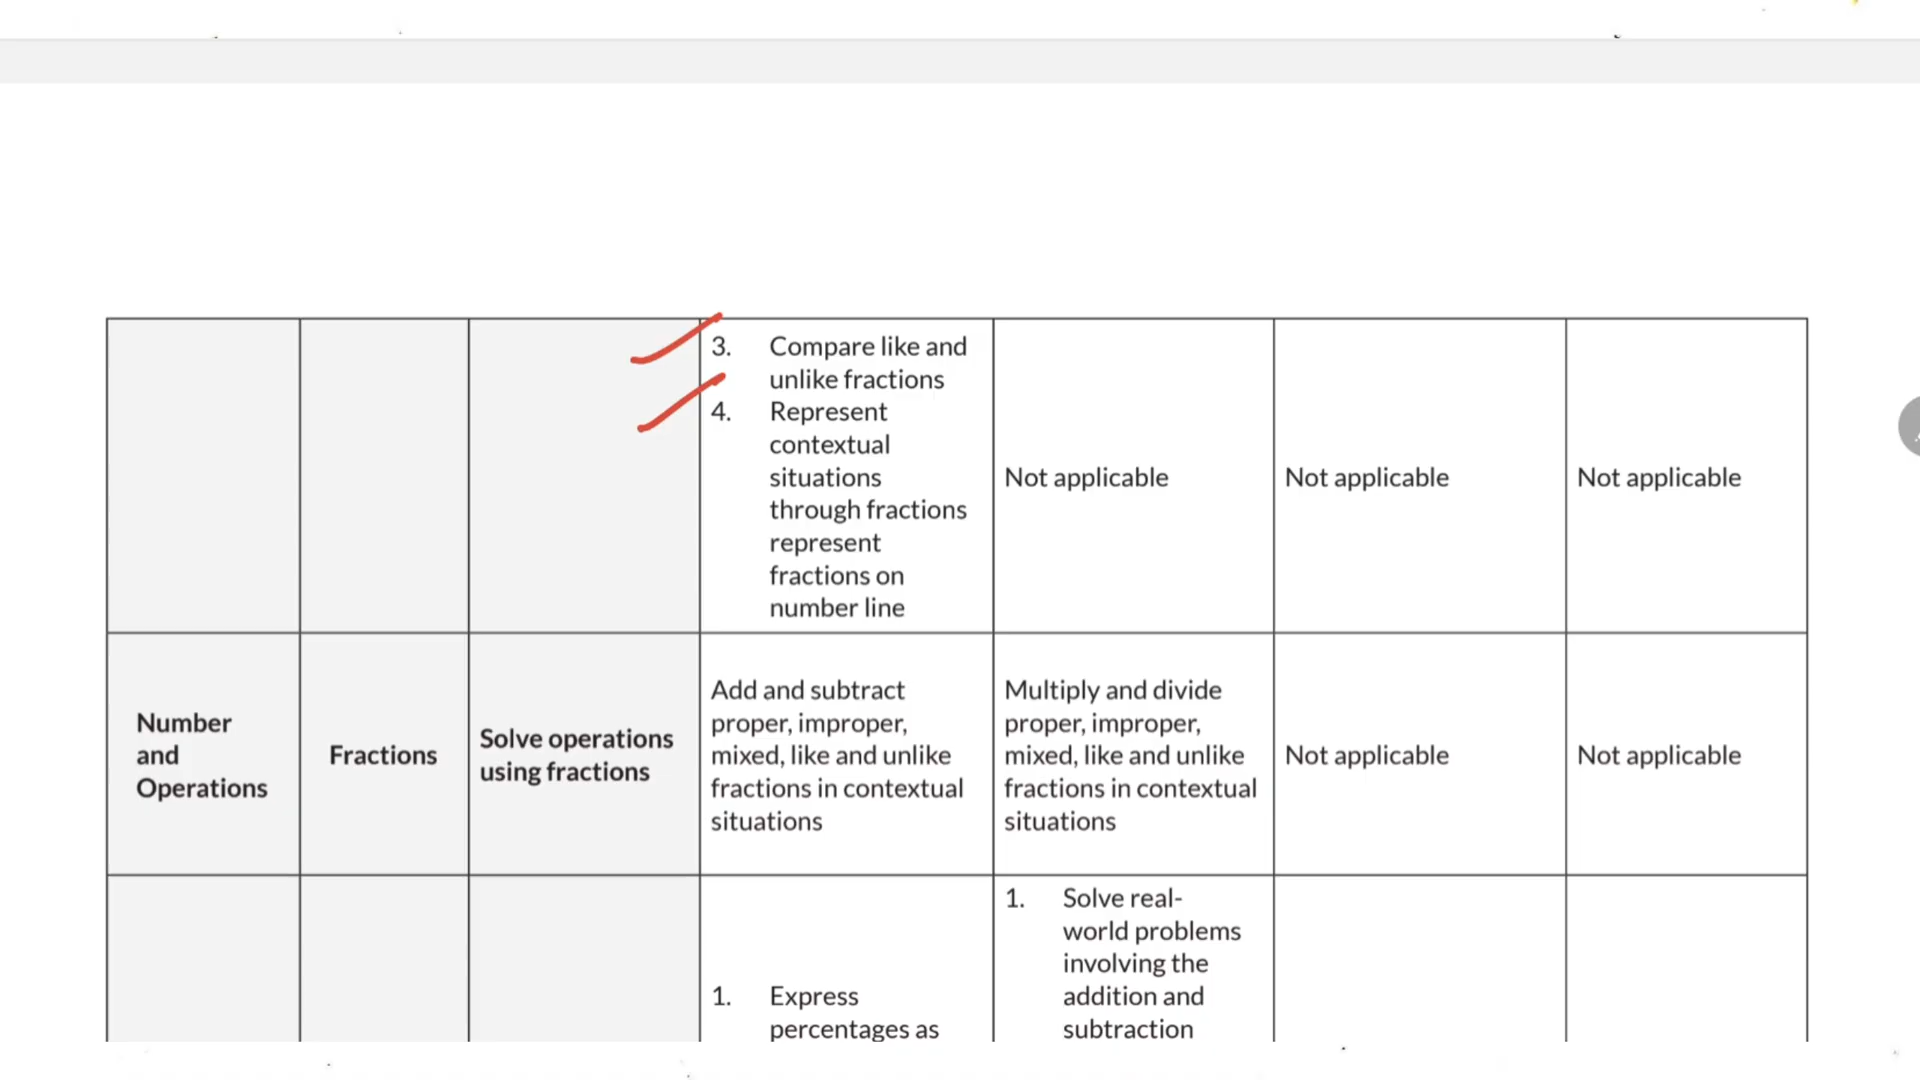 3. Compare like and
unlike fractions
4. Represent
contextual
situations
through fractions
represent
fractions on
number line
Not applicable
Not applicable
Not applicable
Number
and
Operations
Fractions
Solve operations
using fractions
Add and subtract
proper, improper,
mixed, like and unlike
fractions in contextual
situations
Multiply and divide
proper, improper,
mixed, like and unlike
fractions in contextual
situations
Not applicable
Not applicable
1. Express
percentages as
1. Solve real-
world problems
involving the
addition and
subtraction